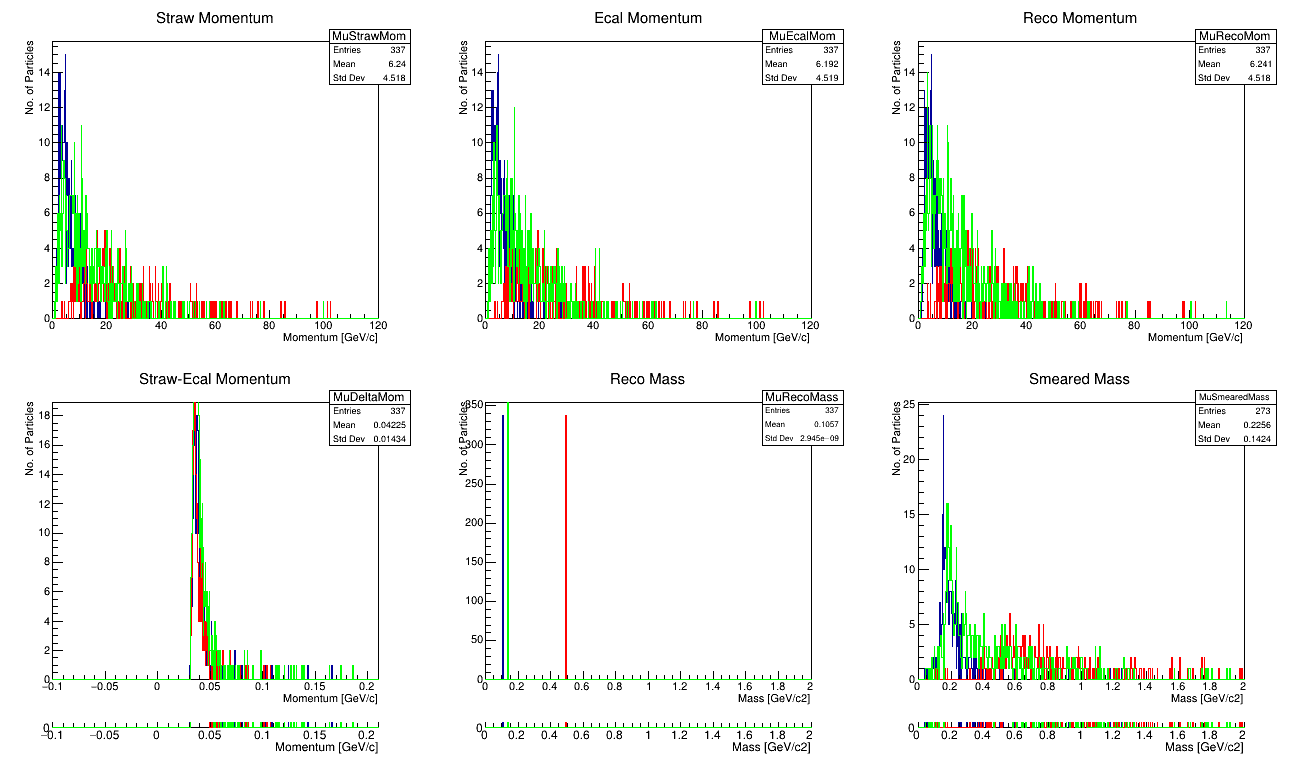 Straw Momentum
MuStrawMom
Entries 337
Mean 6.24
Std Dev 4.518
No. of Particles
14
12
10
8
6
4
2
0
0 20 40 60 80 100 120
Momentum [GeV/c]
Ecal Momentum
MuEcalMom
Entries 337
Mean 6.192
Std Dev 4.519
No. of Particles
14
12
10
8
6
4
2
0
0 20 40 60 80 100 120
Momentum [GeV/c]
Reco Momentum
MuRecoMom
Entries 337
Mean 6.241
Std Dev 4.518
No. of Particles
14
12
10
8
6
4
2
0
0 20 40 60 80 100 120
Momentum [GeV/c]
Straw-Ecal Momentum
MuDeltaMom
Entries 337
Mean 0.04225
Std Dev 0.01434
No. of Particles
18
16
14
12
10
8
6
4
2
0
−0.1 −0.05 0 0.05 0.1 0.15 0.2
Momentum [GeV/c]
0
−0.1 −0.05 0 0.05 0.1 0.15 0.2
Momentum [GeV/c]
Reco Mass
MuRecoMass
Entries 337
Mean 0.1057
Std Dev 2.945e−09
No. of Particles
350
300
250
200
150
100
50
0
0 0.2 0.4 0.6 0.8 1 1.2 1.4 1.6 1.8 2
Mass [GeV/c2]
0
0 0.2 0.4 0.6 0.8 1 1.2 1.4 1.6 1.8 2
Mass [GeV/c2]
Smeared Mass
MuSmearedMass
Entries 273
Mean 0.2256
Std Dev 0.1424
No. of Particles
25
20
15
10
5
0
0 0.2 0.4 0.6 0.8 1 1.2 1.4 1.6 1.8 2
Mass [GeV/c2]
0
0 0.2 0.4 0.6 0.8 1 1.2 1.4 1.6 1.8 2
Mass [GeV/c2]